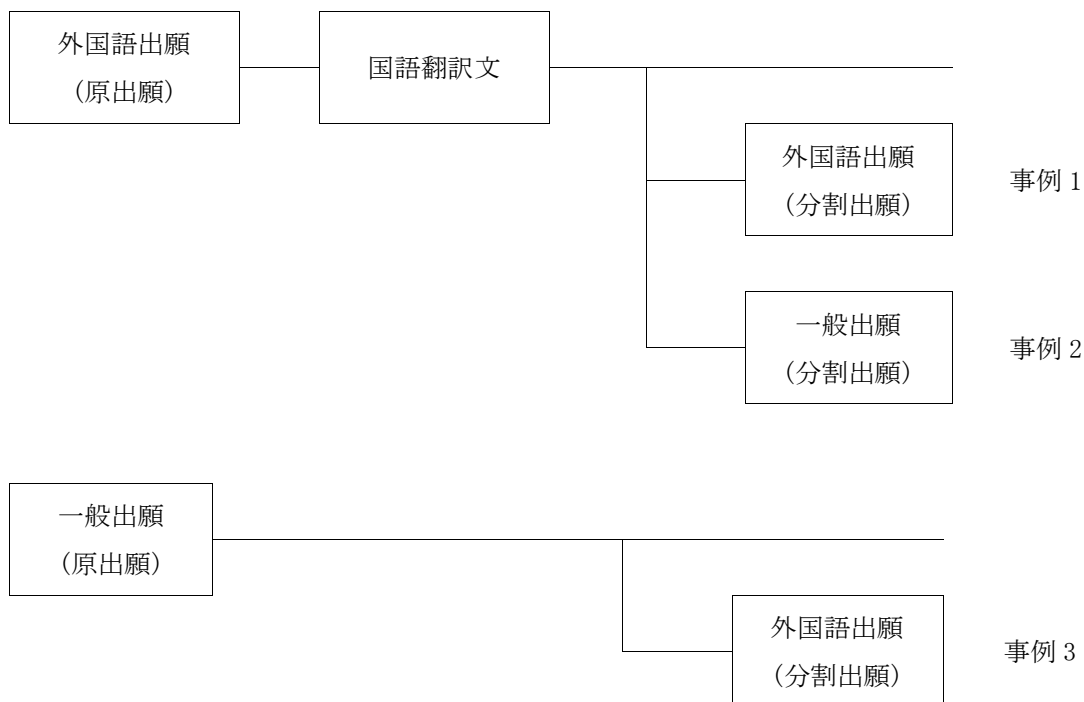 外国語出願
(原出願)
国語翻訳文
外国語出願
(分割出願)
事例 1
一般出願
(分割出願)
事例 2
一般出願
(原出願)
外国語出願
(分割出願)
事例 3